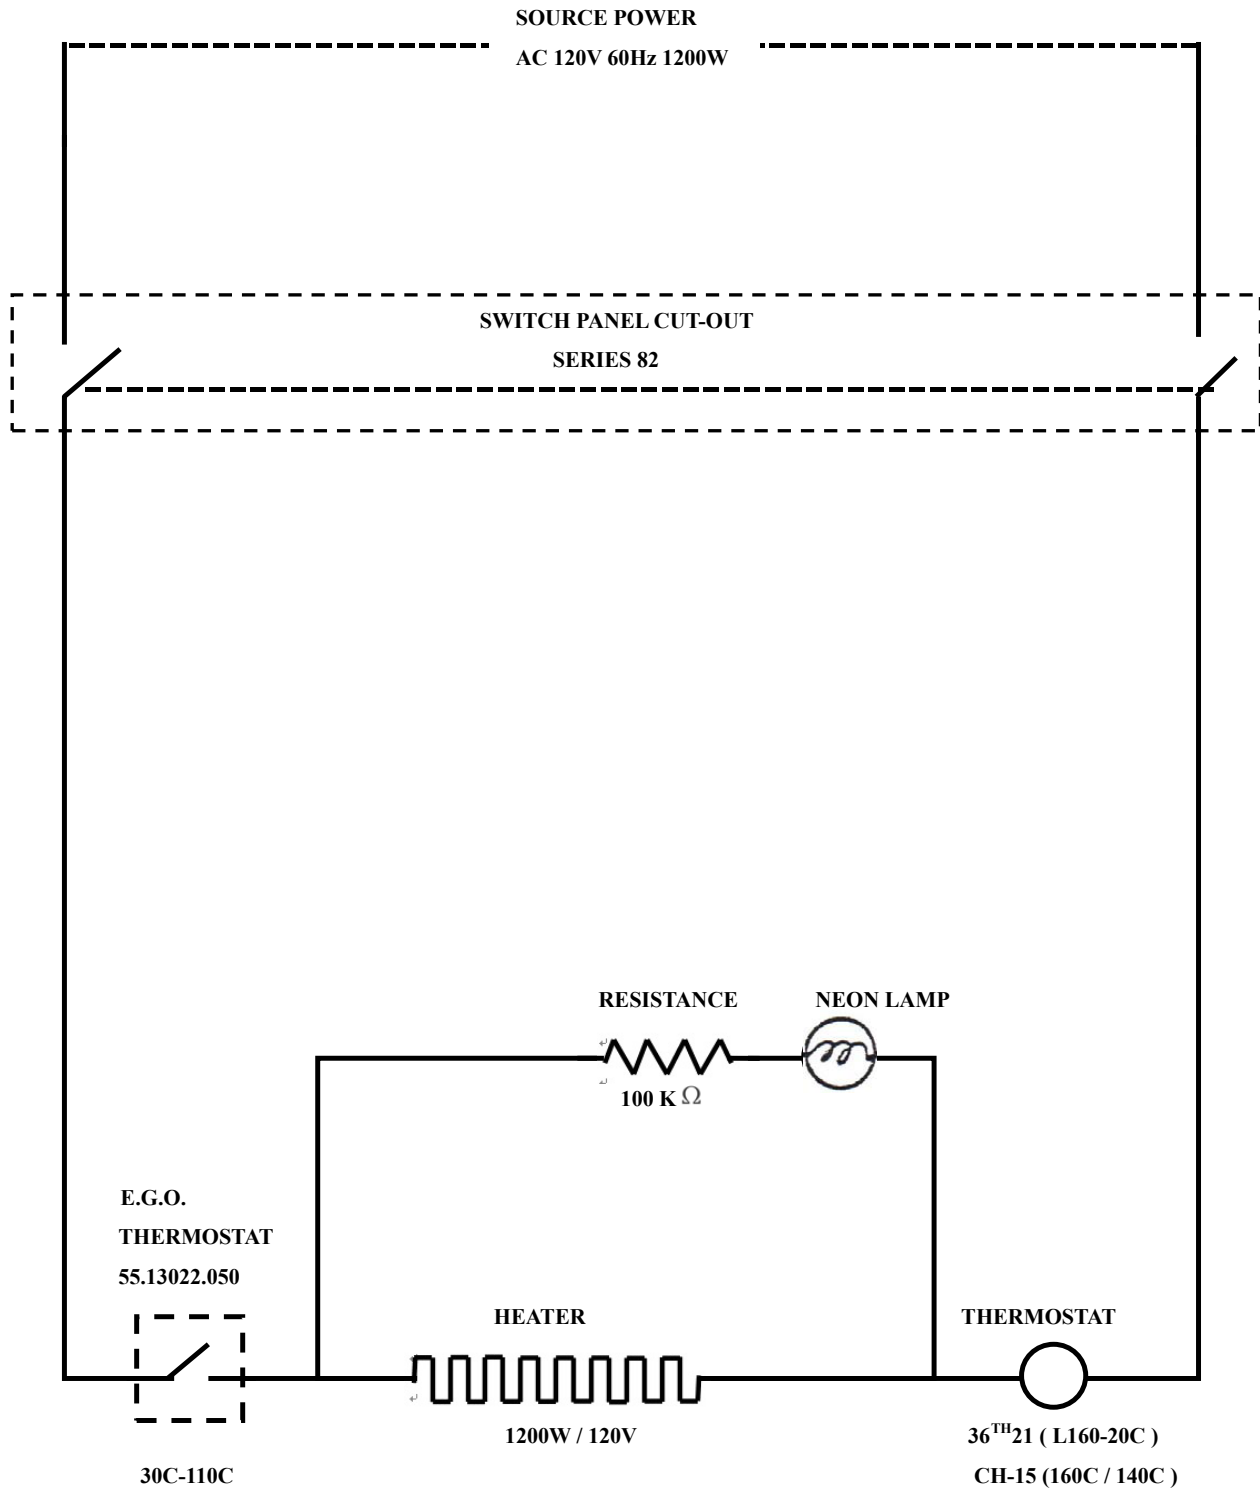 SOURCE POWER
AC 120V 60Hz 1200W
SWITCH PANEL CUT-OUT
SERIES 82
RESISTANCE
NEON LAMP
100 K Ω
E.G.O.
THERMOSTAT
55.13022.050
HEATER
THERMOSTAT
1200W / 120V
36TH21 ( L160-20C )
30C-110C
CH-15 (160C / 140C )